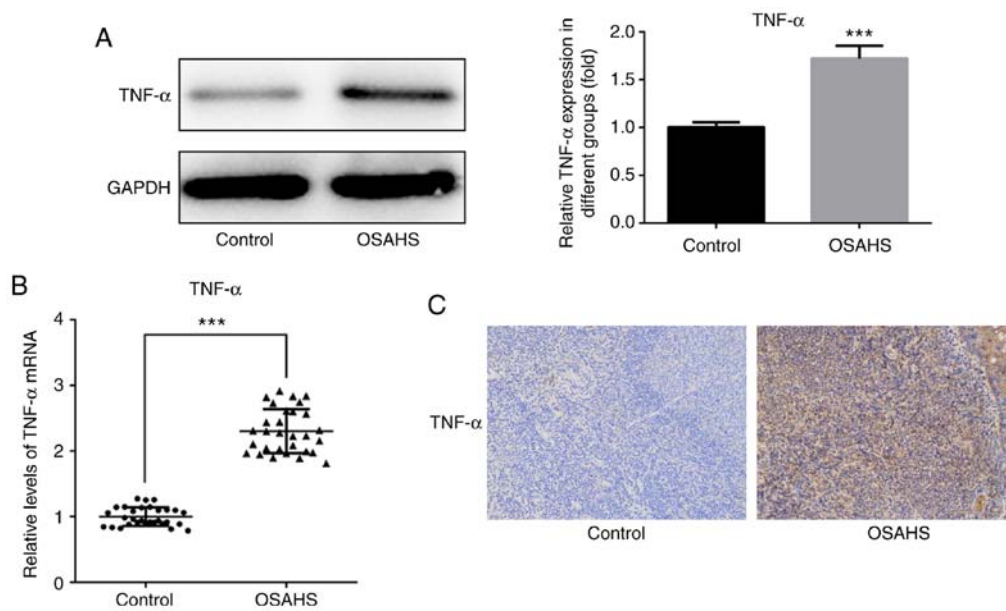 A
TNF-α
GAPDH
Control OSAHS
TNF-α
***
Relative TNF-α expression in
different groups (fold)
2.0
1.5
1.0
0.5
0.0
Control OSAHS
B
TNF-α
***
Relative levels of TNF-α mRNA
4
3
2
1
0
Control OSAHS
C
TNF-α
Control OSAHS